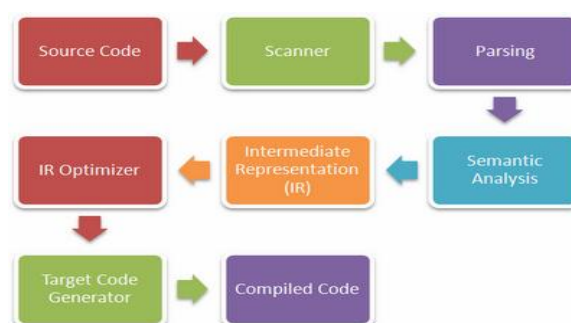 Source Code
Scanner
Parsing
Semantic
Analysis
Intermediate
Representation
(IR)
IR Optimizer
Target Code
Generator
Compiled Code